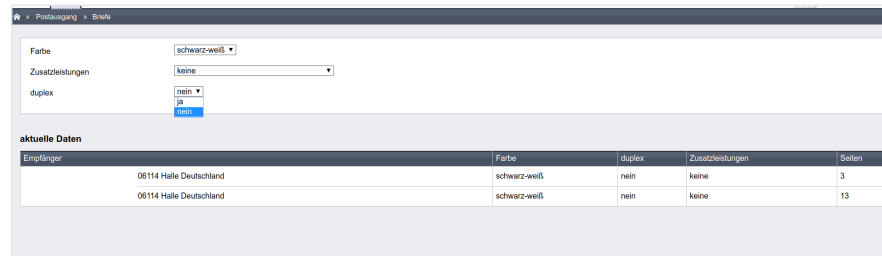 » Postausgang » Briefe
Farbe schwarz-weiß
Zusatzleistungen keine
duplex nein
ja
nein
aktuelle Daten
Empfänger Farbe duplex Zusatzleistungen Seiten
06114 Halle Deutschland schwarz-weiß nein keine 3
06114 Halle Deutschland schwarz-weiß nein keine 13